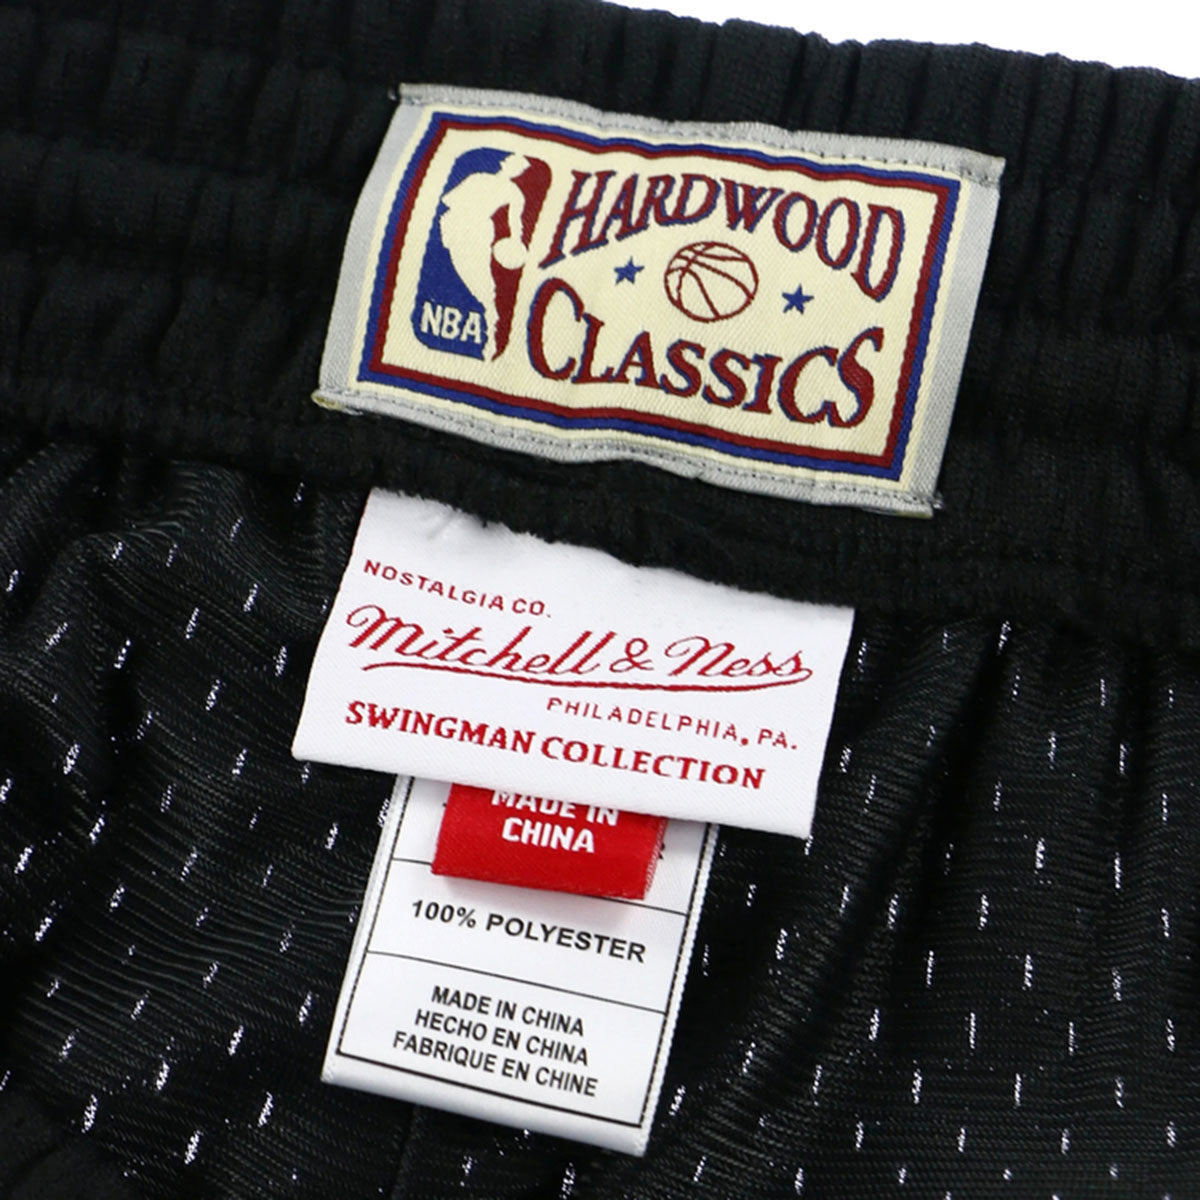 HARDWOOD
CLASSICS
NBA
NOSTALGIA CO.
Mitchell & Ness
PHILADELPHIA, PA.
SWINGMAN COLLECTION
MADE IN
CHINA
100% POLYESTER
MADE IN CHINA
HECHO EN CHINA
FABRIQUE EN CHINE